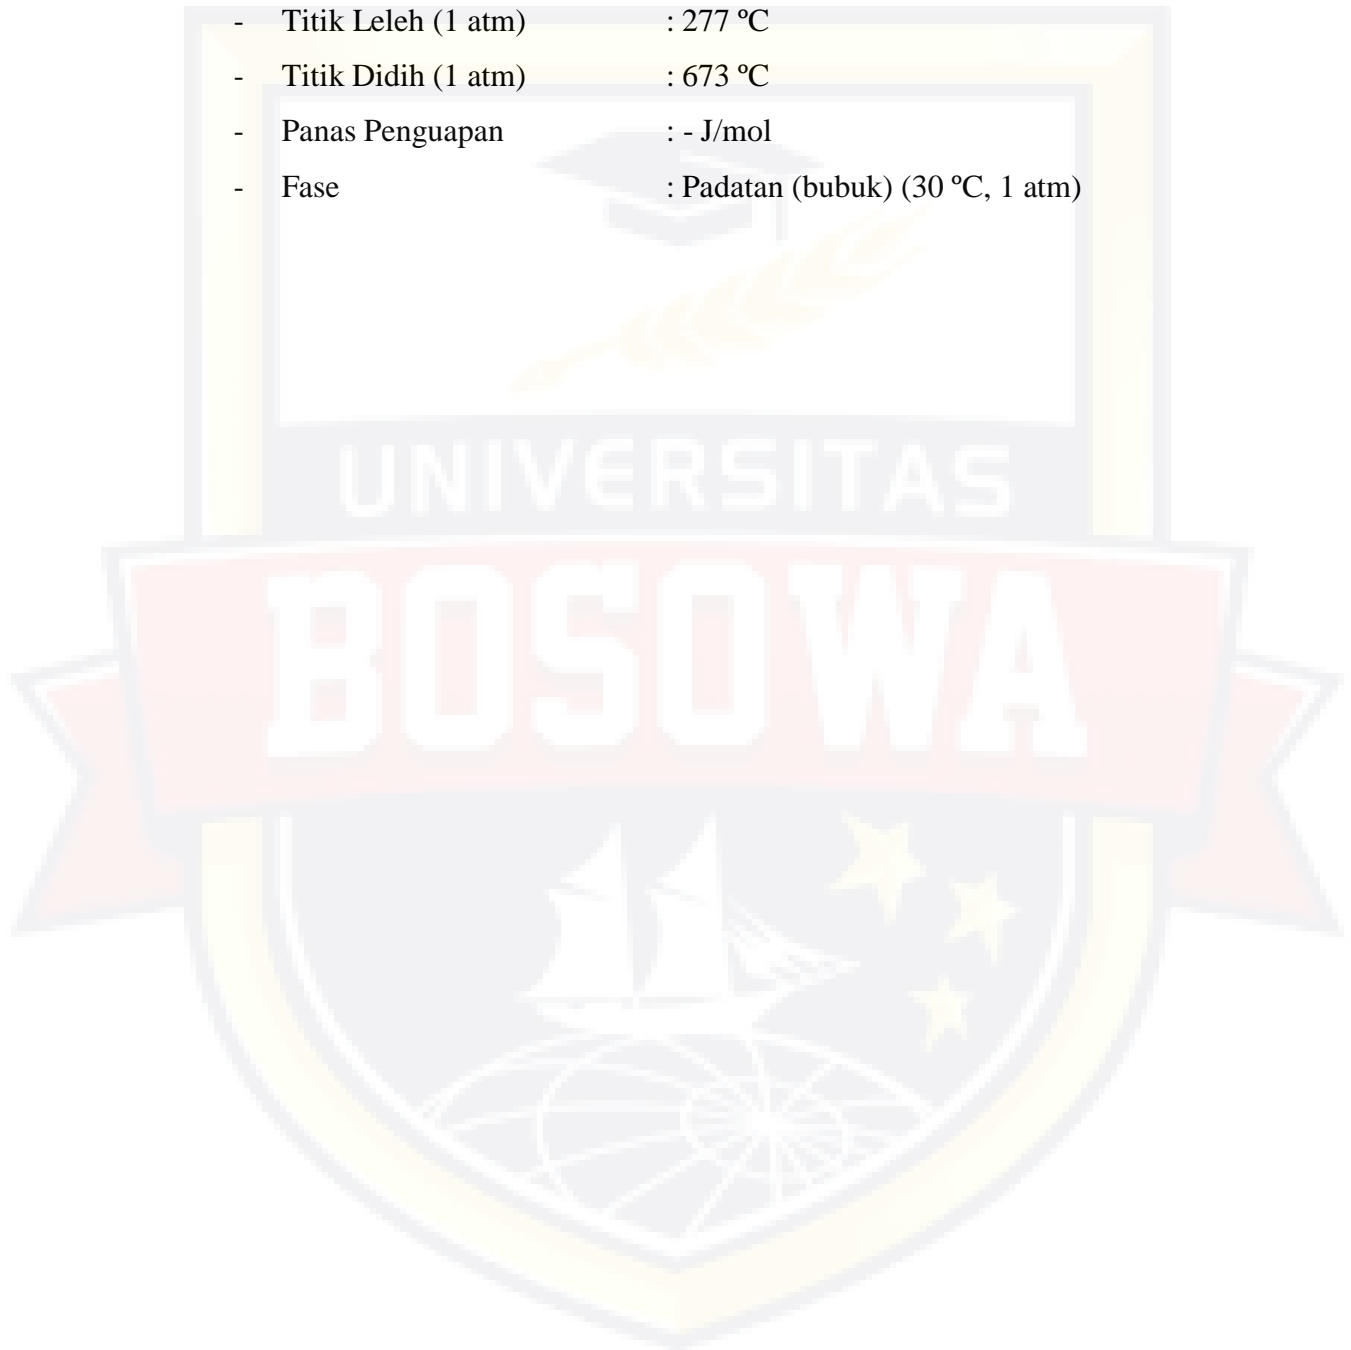 - Titik Leleh (1 atm) : 277 ºC
- Titik Didih (1 atm) : 673 ºC
- Panas Penguapan : - J/mol
- Fase : Padatan (bubuk) (30 ºC, 1 atm)
UNIVERSITAS
BOSOWA